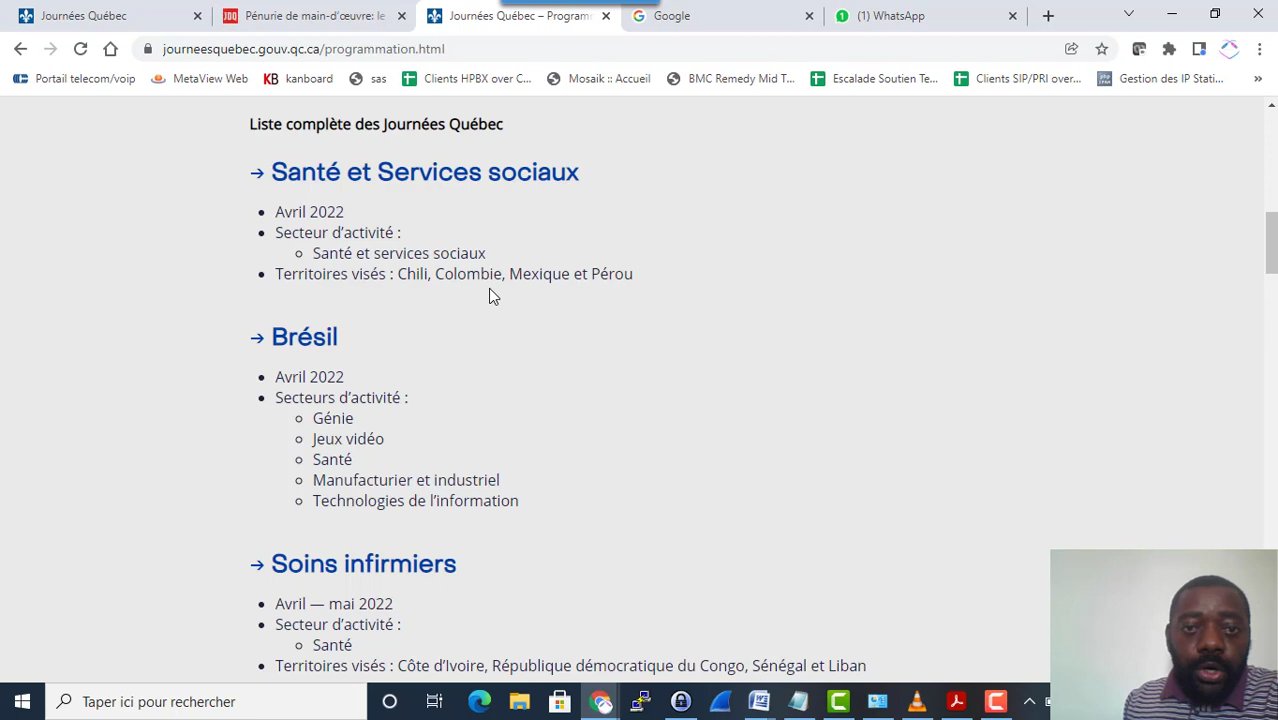 Journées Québec
JDQ Pénurie de main-d'œuvre: le
Journées Québec – Programm
Google
(1) WhatsApp
journeesquebec.gouv.qc.ca/programmation.html
Portail telecom/voip
MetaView Web
KB kanboard
sas
Clients HPBX over C...
Mosaik :: Accueil
BMC Remedy Mid T...
Escalade Soutien Te...
Clients SIP/PRI over...
Gestion des IP Stati...
Liste complète des Journées Québec
→ Santé et Services sociaux
• Avril 2022
• Secteur d'activité :
○ Santé et services sociaux
• Territoires visés : Chili, Colombie, Mexique et Pérou
→ Brésil
• Avril 2022
• Secteurs d'activité :
○ Génie
○ Jeux vidéo
○ Santé
○ Manufacturier et industriel
○ Technologies de l'information
→ Soins infirmiers
• Avril — mai 2022
• Secteur d'activité :
○ Santé
• Territoires visés : Côte d'Ivoire, République démocratique du Congo, Sénégal et Liban
Taper ici pour rechercher